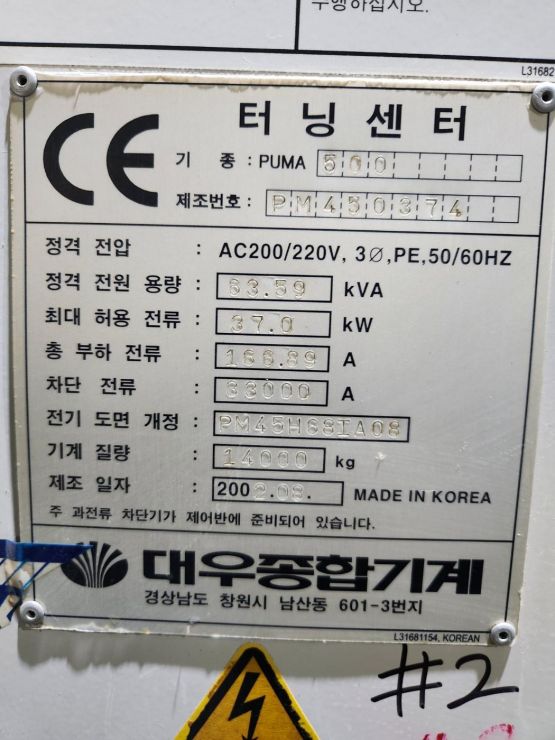 수행하십시오.
L31682
CE
터닝센터
기 종 : PUMA 500
제조번호 : PM450374
정격 전압 : AC200/220V, 3Ø,PE,50/60HZ
정격 전원 용량 : 63.59 kVA
최대 허용 전류 : 37.0 kW
총 부하 전류 : 166.89 A
차단 전류 : 33000 A
전기 도면 개정 : PM45H68IA08
기계 질량 : 14000 kg
제조 일자 : 2002.08. MADE IN KOREA
주 과전류 차단기가 제어반에 준비되어 있습니다.
대우종합기계
경상남도 창원시 남산동 601-3번지
L31681154, KOREAN
#2